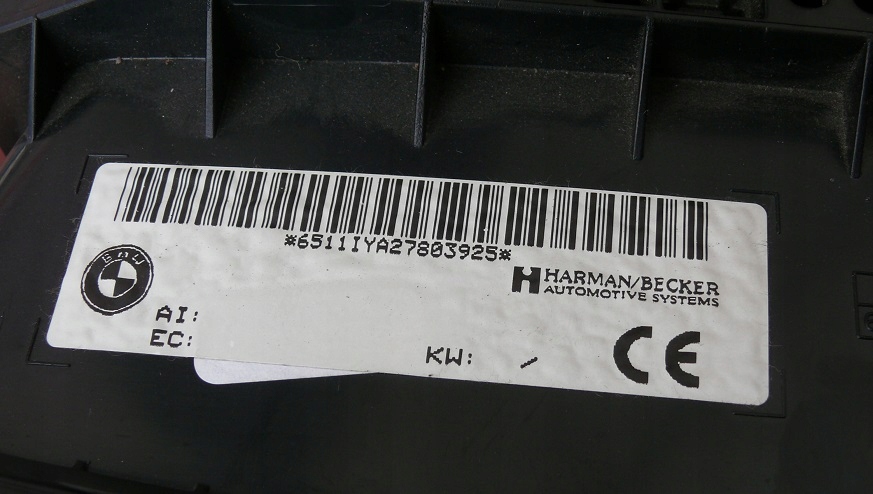 *6511IYA27803925*
BMW
HARMAN/BECKER
AUTOMOTIVE SYSTEMS
AI:
EC:
KW: /
CE